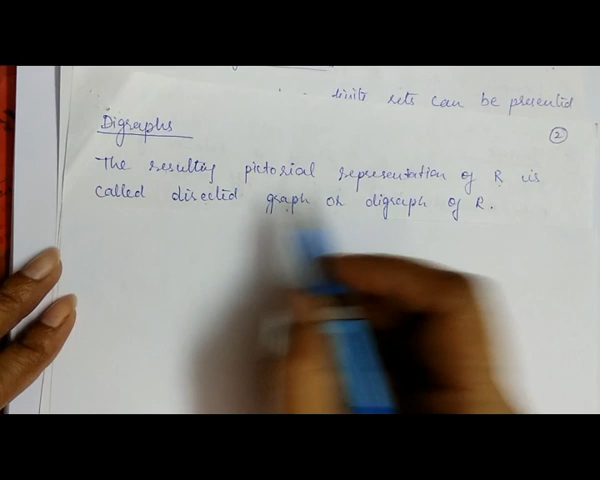 finite sets can be presented
Digraphs
2
The resulting pictorial representation of R is
called directed graph or digraph of R.